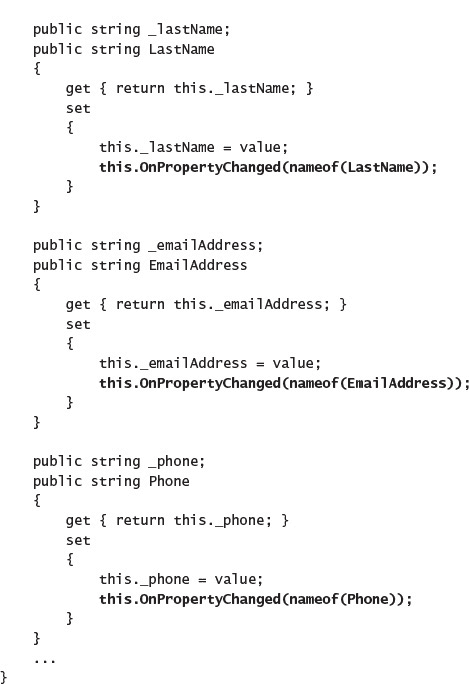 public string _lastName;
public string LastName
{
get { return this._lastName; }
set
{
this._lastName = value;
this.OnPropertyChanged(nameof(LastName));
}
}
public string _emailAddress;
public string EmailAddress
{
get { return this._emailAddress; }
set
{
this._emailAddress = value;
this.OnPropertyChanged(nameof(EmailAddress));
}
}
public string _phone;
public string Phone
{
get { return this._phone; }
set
{
this._phone = value;
this.OnPropertyChanged(nameof(Phone));
}
}
...
}